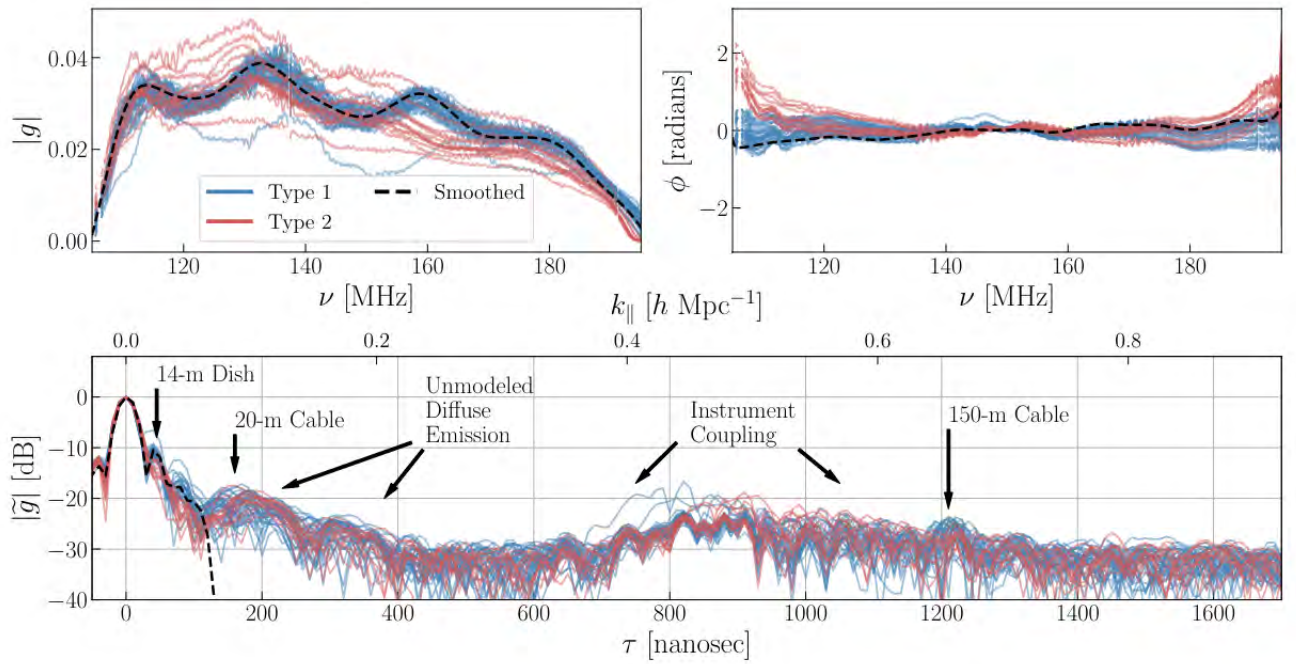 0.04
0.02
0.00
|g|
Type 1
Type 2
Smoothed
120
140
160
180
ν [MHz]
2
0
−2
ϕ [radians]
120
140
160
180
ν [MHz]
k∥ [h Mpc⁻¹]
0.0
0.2
0.4
0.6
0.8
0
−10
−20
−30
−40
|g̃| [dB]
14-m Dish
20-m Cable
Unmodeled
Diffuse
Emission
Instrument
Coupling
150-m Cable
0
200
400
600
800
1000
1200
1400
1600
τ [nanosec]